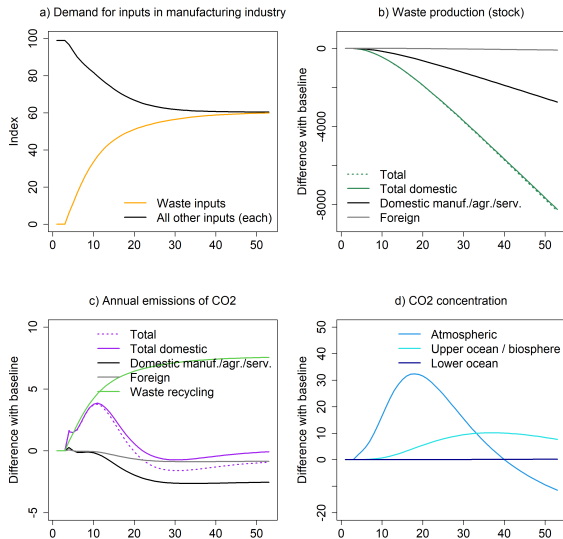 a) Demand for inputs in manufacturing industry
Index
0 20 40 60 80 100
0 10 20 30 40 50
Waste inputs
All other inputs (each)
b) Waste production (stock)
Difference with baseline
-8000 -4000 0
0 10 20 30 40 50
Total
Total domestic
Domestic manuf./agr./serv.
Foreign
c) Annual emissions of CO2
Difference with baseline
-5 0 5 10
0 10 20 30 40 50
Total
Total domestic
Domestic manuf./agr./serv.
Foreign
Waste recycling
d) CO2 concentration
Difference with baseline
-20 0 10 20 30 40 50
0 10 20 30 40 50
Atmospheric
Upper ocean / biosphere
Lower ocean